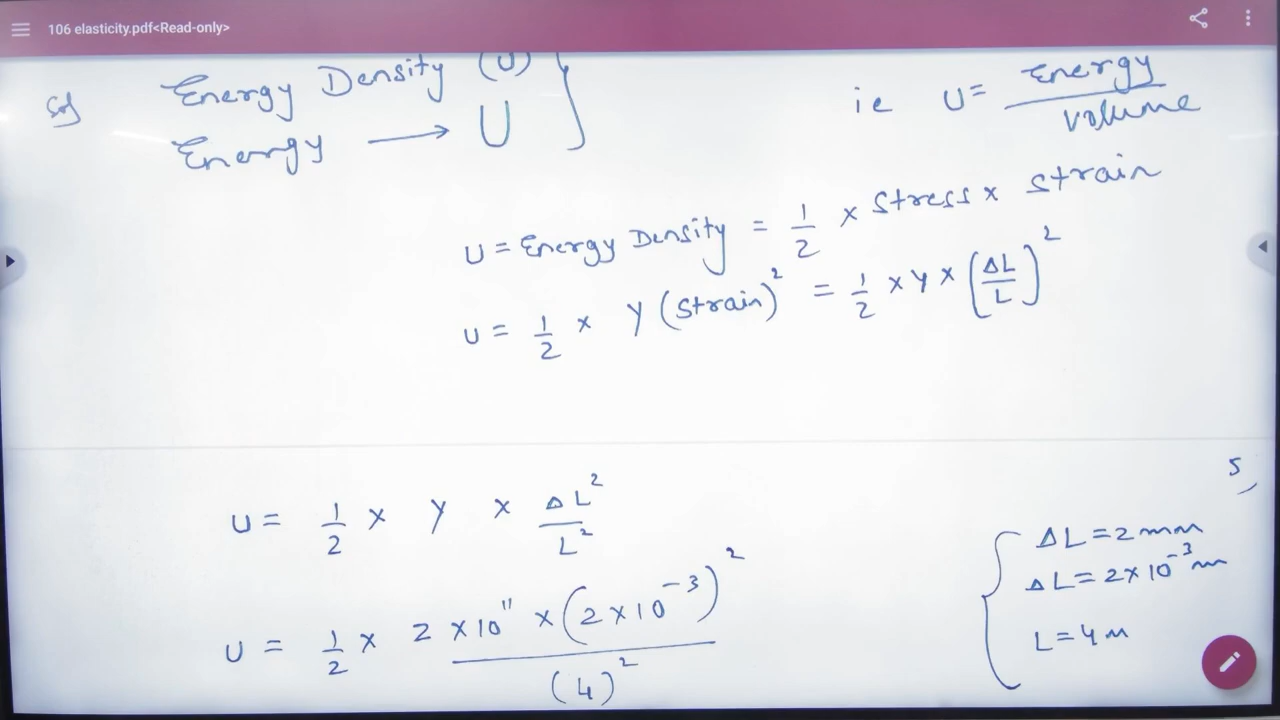 106 elasticity.pdf<Read-only>
Sol Energy Density (U)
Energy → U
ie U = Energy / Volume
U = Energy Density = 1/2 × Stress × Strain
U = 1/2 × Y (Strain)² = 1/2 × Y × (ΔL/L)²
5
U = 1/2 × Y × ΔL²/L²
U = 1/2 × 2 × 10¹¹ × (2 × 10⁻³)² / (4)²
ΔL = 2 mm
ΔL = 2 × 10⁻³ m
L = 4 m